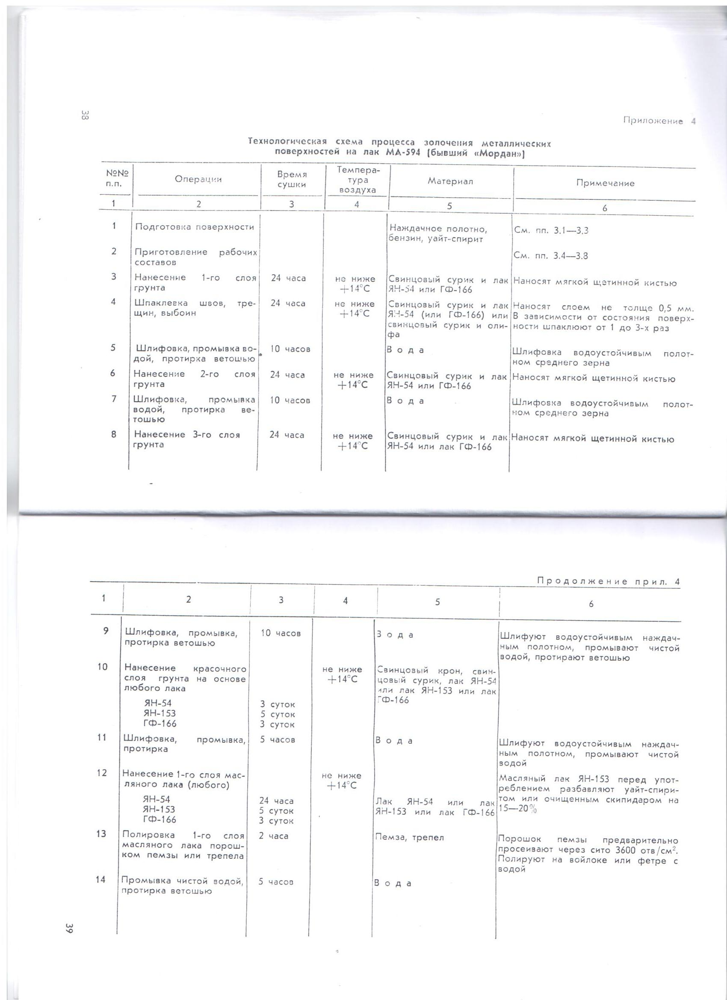 38
Приложение 4
Технологическая схема процесса золочения металлических
поверхностей на лак МА-594 (бывший «Мордан»)
№№ п.п. Операции Время сушки Темпера- тура воздуха Материал Примечание
1 2 3 4 5 6
1 Подготовка поверхности Наждачное полотно, См. пп. 3.1—3.3
бензин, уайт-спирит
2 Приготовление рабочих См. пп. 3.4—3.8
составов
3 Нанесение 1-го слоя 24 часа не ниже Свинцовый сурик и лак Наносят мягкой щетинной кистью
грунта +14°С ЯН-54 или ГФ-166
4 Шпаклевка швов, тре- 24 часа не ниже Свинцовый сурик и лак Наносят слоем не толще 0,5 мм.
щин, выбоин +14°С ЯН-54 (или ГФ-166) или В зависимости от состояния поверх-
свинцовый сурик и оли- ности шпаклюют от 1 до 3-х раз
фа
5 Шлифовка, промывка во- 10 часов Вода Шлифовка водоустойчивым полот-
дой, протирка ветошью ном среднего зерна
6 Нанесение 2-го слоя 24 часа не ниже Свинцовый сурик и лак Наносят мягкой щетинной кистью
грунта +14°С ЯН-54 или ГФ-166
7 Шлифовка, промывка 10 часов Вода Шлифовка водоустойчивым полот-
водой, протирка ве- ном среднего зерна
тошью
8 Нанесение 3-го слоя 24 часа не ниже Свинцовый сурик и лак Наносят мягкой щетинной кистью
грунта +14°С ЯН-54 или лак ГФ-166
Продолжение прил. 4
1 2 3 4 5 6
9 Шлифовка, промывка, 10 часов Вода Шлифуют водоустойчивым наждач-
протирка ветошью ным полотном, промывают чистой
водой, протирают ветошью
10 Нанесение красочного не ниже Свинцовый крон, свин-
слоя грунта на основе +14°С цовый сурик, лак ЯН-54
любого лака или лак ЯН-153 или лак
ЯН-54 3 суток ГФ-166
ЯН-153 5 суток
ГФ-166 3 суток
11 Шлифовка, промывка, 5 часов Вода Шлифуют водоустойчивым наждач-
протирка ным полотном, промывают чистой
водой
12 Нанесение 1-го слоя мас- не ниже Масляный лак ЯН-153 перед упот-
ляного лака (любого) +14°С реблением разбавляют уайт-спири-
ЯН-54 24 часа Лак ЯН-54 или лак том или очищенным скипидаром на
ЯН-153 5 суток ЯН-153 или лак ГФ-166 15—20%
ГФ-166 3 суток
13 Полировка 1-го слоя 2 часа Пемза, трепел Порошок пемзы предварительно
масляного лака порош- просеивают через сито 3600 отв/см².
ком пемзы или трепела Полируют на войлоке или фетре с
водой
14 Промывка чистой водой, 5 часов Вода
протирка ветошью
39